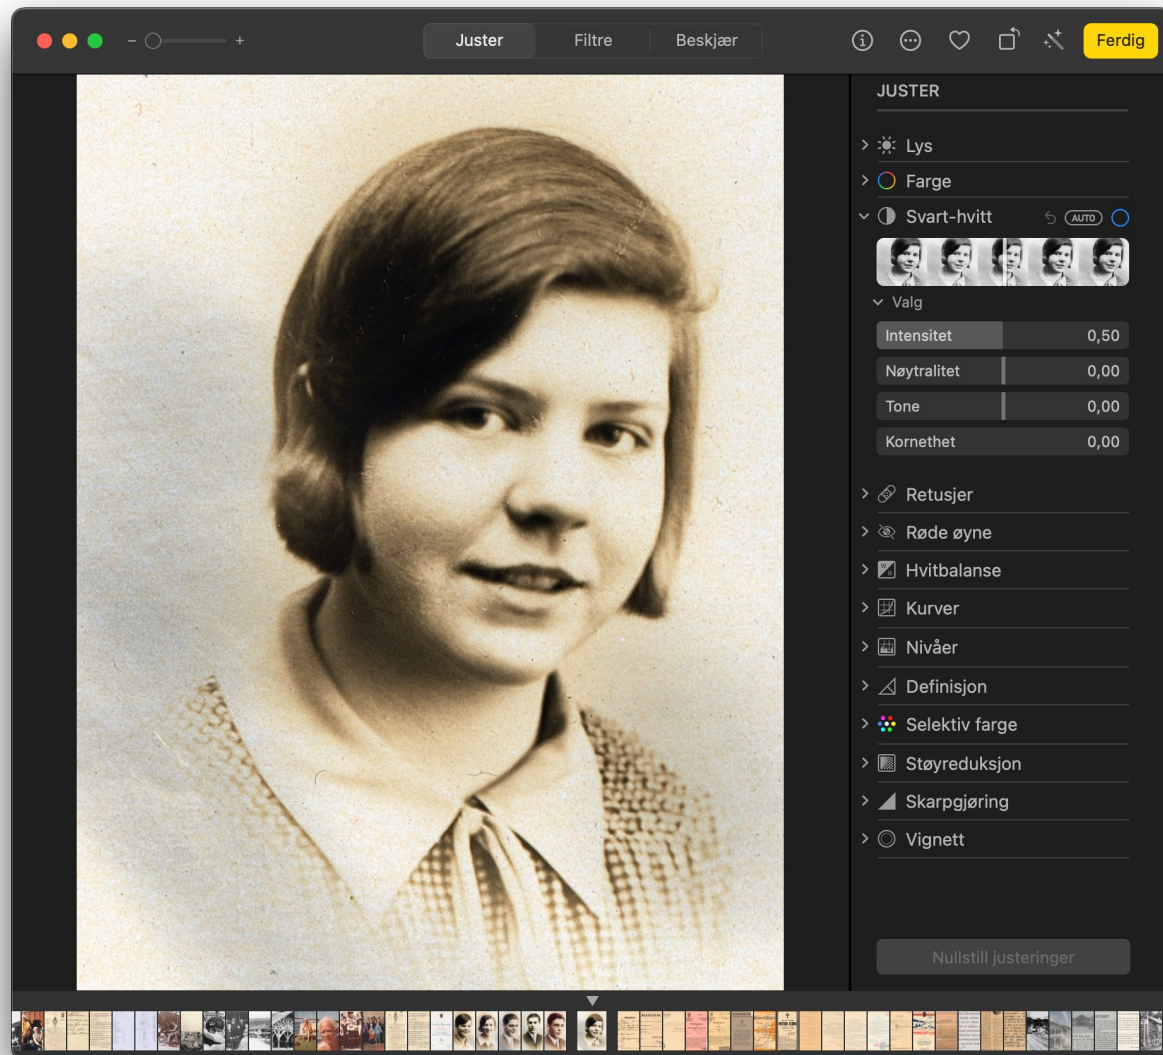 Juster Filtre Beskjær Ferdig
JUSTER
Lys
Farge
Svart-hvitt AUTO
Valg
Intensitet 0,50
Nøytralitet 0,00
Tone 0,00
Kornethet 0,00
Retusjer
Røde øyne
Hvitbalanse
Kurver
Nivåer
Definisjon
Selektiv farge
Støyreduksjon
Skarpgjøring
Vignett
Nullstill justeringer